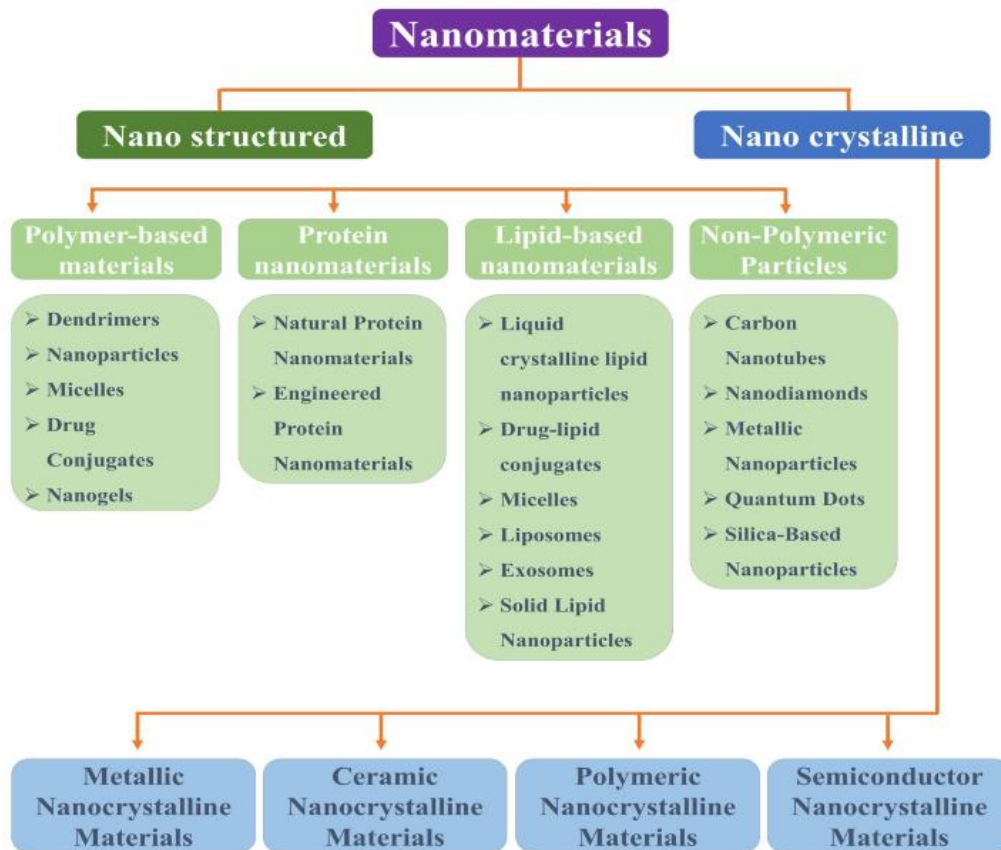 Nanomaterials
Nano structured
Nano crystalline
Polymer-based
materials
Protein
nanomaterials
Lipid-based
nanomaterials
Non-Polymeric
Particles
➢ Dendrimers
➢ Nanoparticles
➢ Micelles
➢ Drug
Conjugates
➢ Nanogels
➢ Natural Protein
Nanomaterials
➢ Engineered
Protein
Nanomaterials
➢ Liquid
crystalline lipid
nanoparticles
➢ Drug-lipid
conjugates
➢ Micelles
➢ Liposomes
➢ Exosomes
➢ Solid Lipid
Nanoparticles
➢ Carbon
Nanotubes
➢ Nanodiamonds
➢ Metallic
Nanoparticles
➢ Quantum Dots
➢ Silica-Based
Nanoparticles
Metallic
Nanocrystalline
Materials
Ceramic
Nanocrystalline
Materials
Polymeric
Nanocrystalline
Materials
Semiconductor
Nanocrystalline
Materials